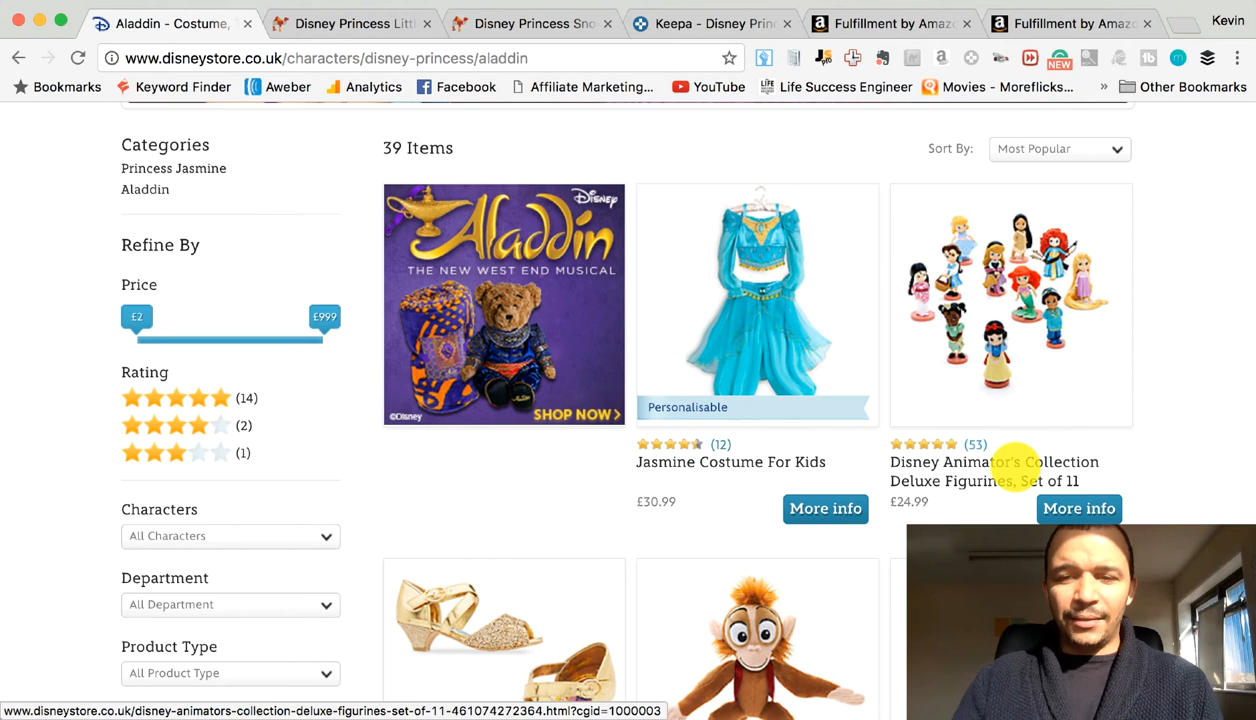 Aladdin - Costume,
Disney Princess Litt
Disney Princess Sno
Keepa - Disney Prin
Fulfillment by Amaz
Fulfillment by Amaz
Kevin
www.disneystore.co.uk/characters/disney-princess/aladdin
NEW
Bookmarks
Keyword Finder
Aweber
Analytics
Facebook
Affiliate Marketing...
YouTube
Life Success Engineer
Movies - Moreflicks...
»
Other Bookmarks
Categories
Princess Jasmine
Aladdin
39 Items
Sort By:
Most Popular
Refine By
Price
£2
£999
Rating
(14)
(2)
(1)
Characters
All Characters
Department
All Department
Product Type
All Product Type
Disney
Aladdin
THE NEW WEST END MUSICAL
©Disney
SHOP NOW >
Personalisable
(12)
Jasmine Costume For Kids
£30.99
More info
(53)
Disney Animator's Collection
Deluxe Figurines, Set of 11
£24.99
More info
www.disneystore.co.uk/disney-animators-collection-deluxe-figurines-set-of-11-461074272364.html?cgid=1000003